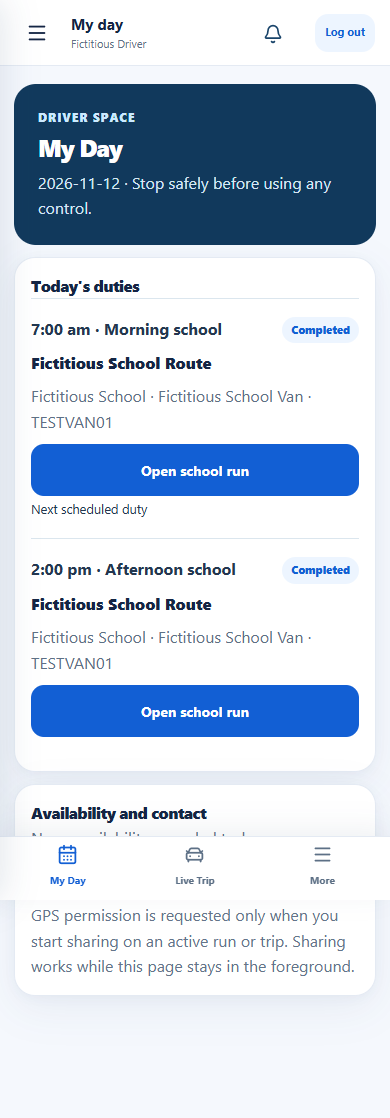 My day
Fictitious Driver
Log out
DRIVER SPACE
My Day
2026-11-12 · Stop safely before using any
control.
Today's duties
7:00 am · Morning school
Completed
Fictitious School Route
Fictitious School · Fictitious School Van ·
TESTVAN01
Open school run
Next scheduled duty
2:00 pm · Afternoon school
Completed
Fictitious School Route
Fictitious School · Fictitious School Van ·
TESTVAN01
Open school run
Availability and contact
My Day
Live Trip
More
GPS permission is requested only when you
start sharing on an active run or trip. Sharing
works while this page stays in the foreground.